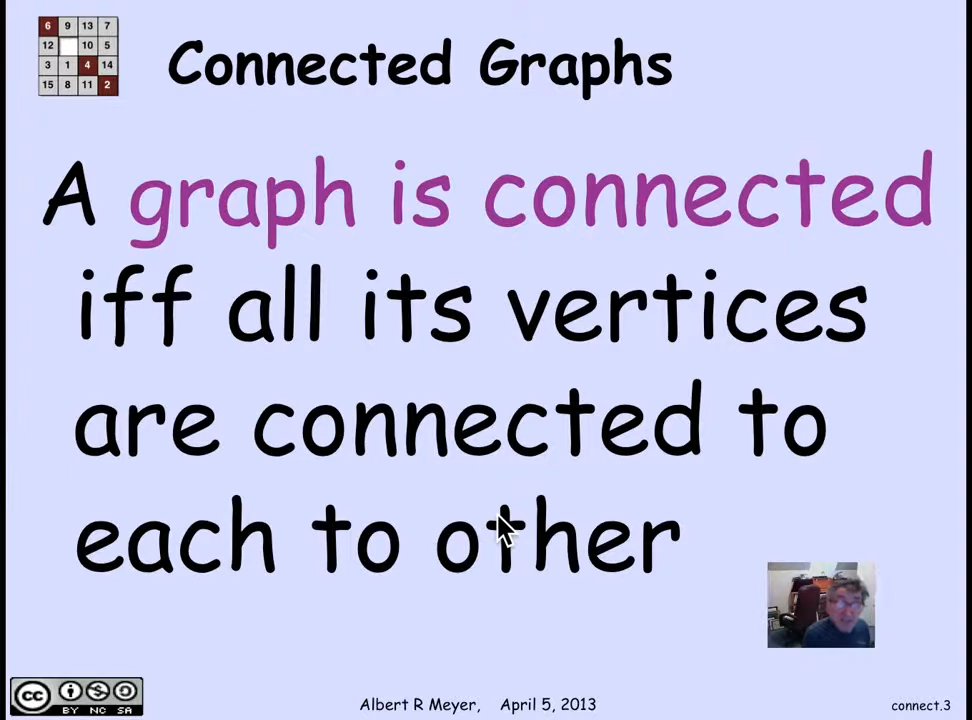 6 9 13 7
12 10 5
3 1 4 14
15 8 11 2
Connected Graphs
A graph is connected
iff all its vertices
are connected to
each to other
cc
BY NC SA
Albert R Meyer, April 5, 2013
connect.3